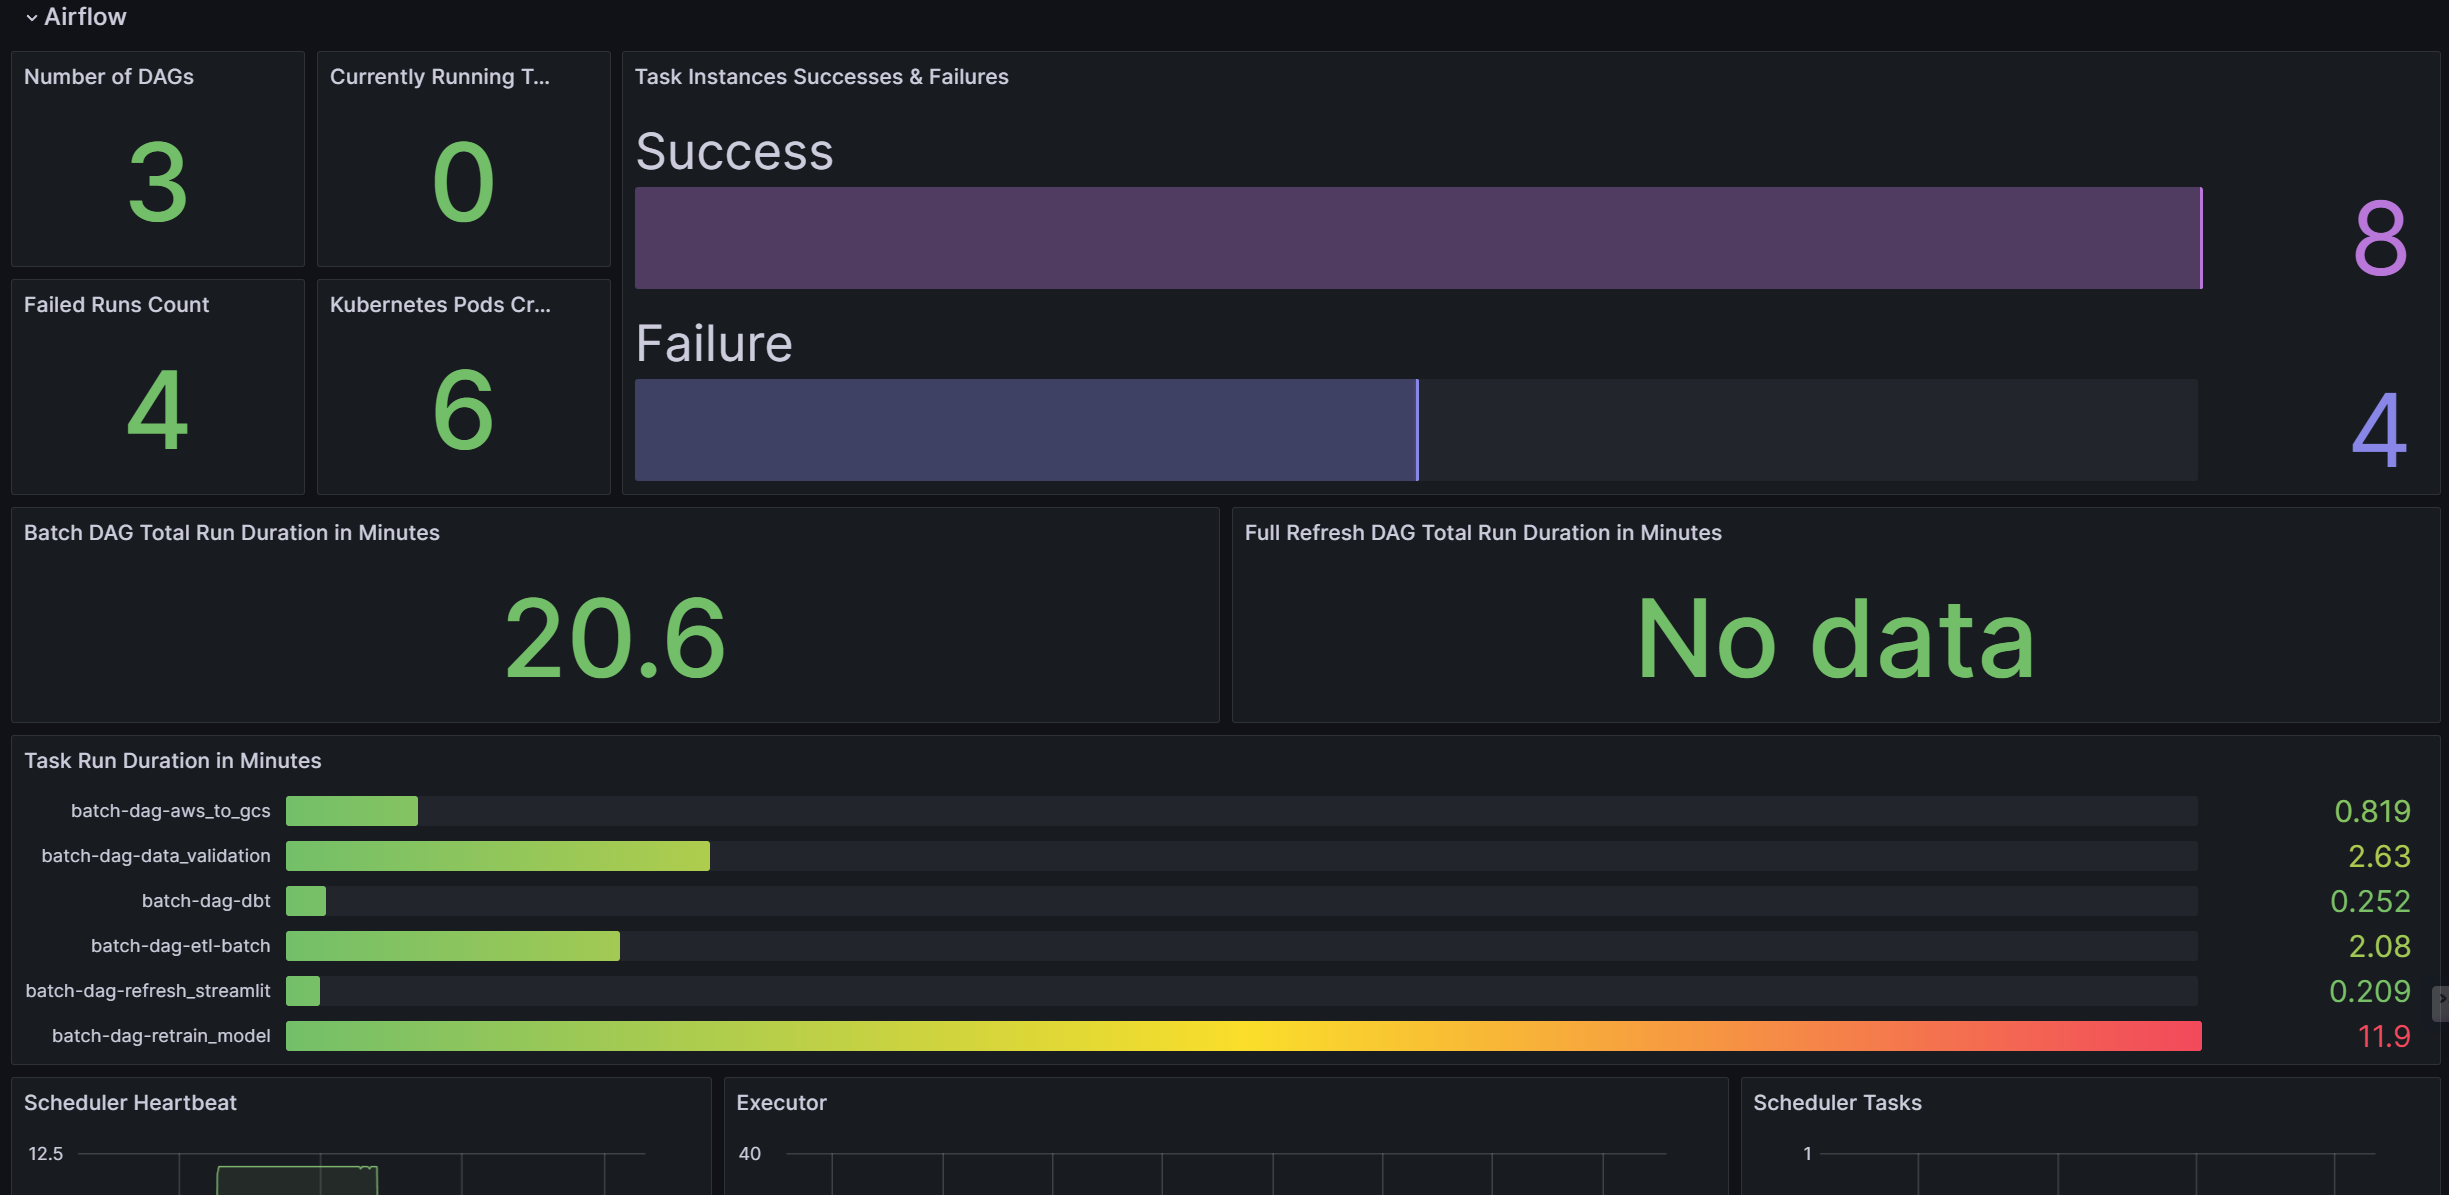 Airflow
Number of DAGs
3
Currently Running T...
0
Task Instances Successes & Failures
Success
8
Failure
4
Failed Runs Count
4
Kubernetes Pods Cr...
6
Batch DAG Total Run Duration in Minutes
20.6
Full Refresh DAG Total Run Duration in Minutes
No data
Task Run Duration in Minutes
batch-dag-aws_to_gcs 0.819
batch-dag-data_validation 2.63
batch-dag-dbt 0.252
batch-dag-etl-batch 2.08
batch-dag-refresh_streamlit 0.209
batch-dag-retrain_model 11.9
Scheduler Heartbeat
12.5
Executor
40
Scheduler Tasks
1